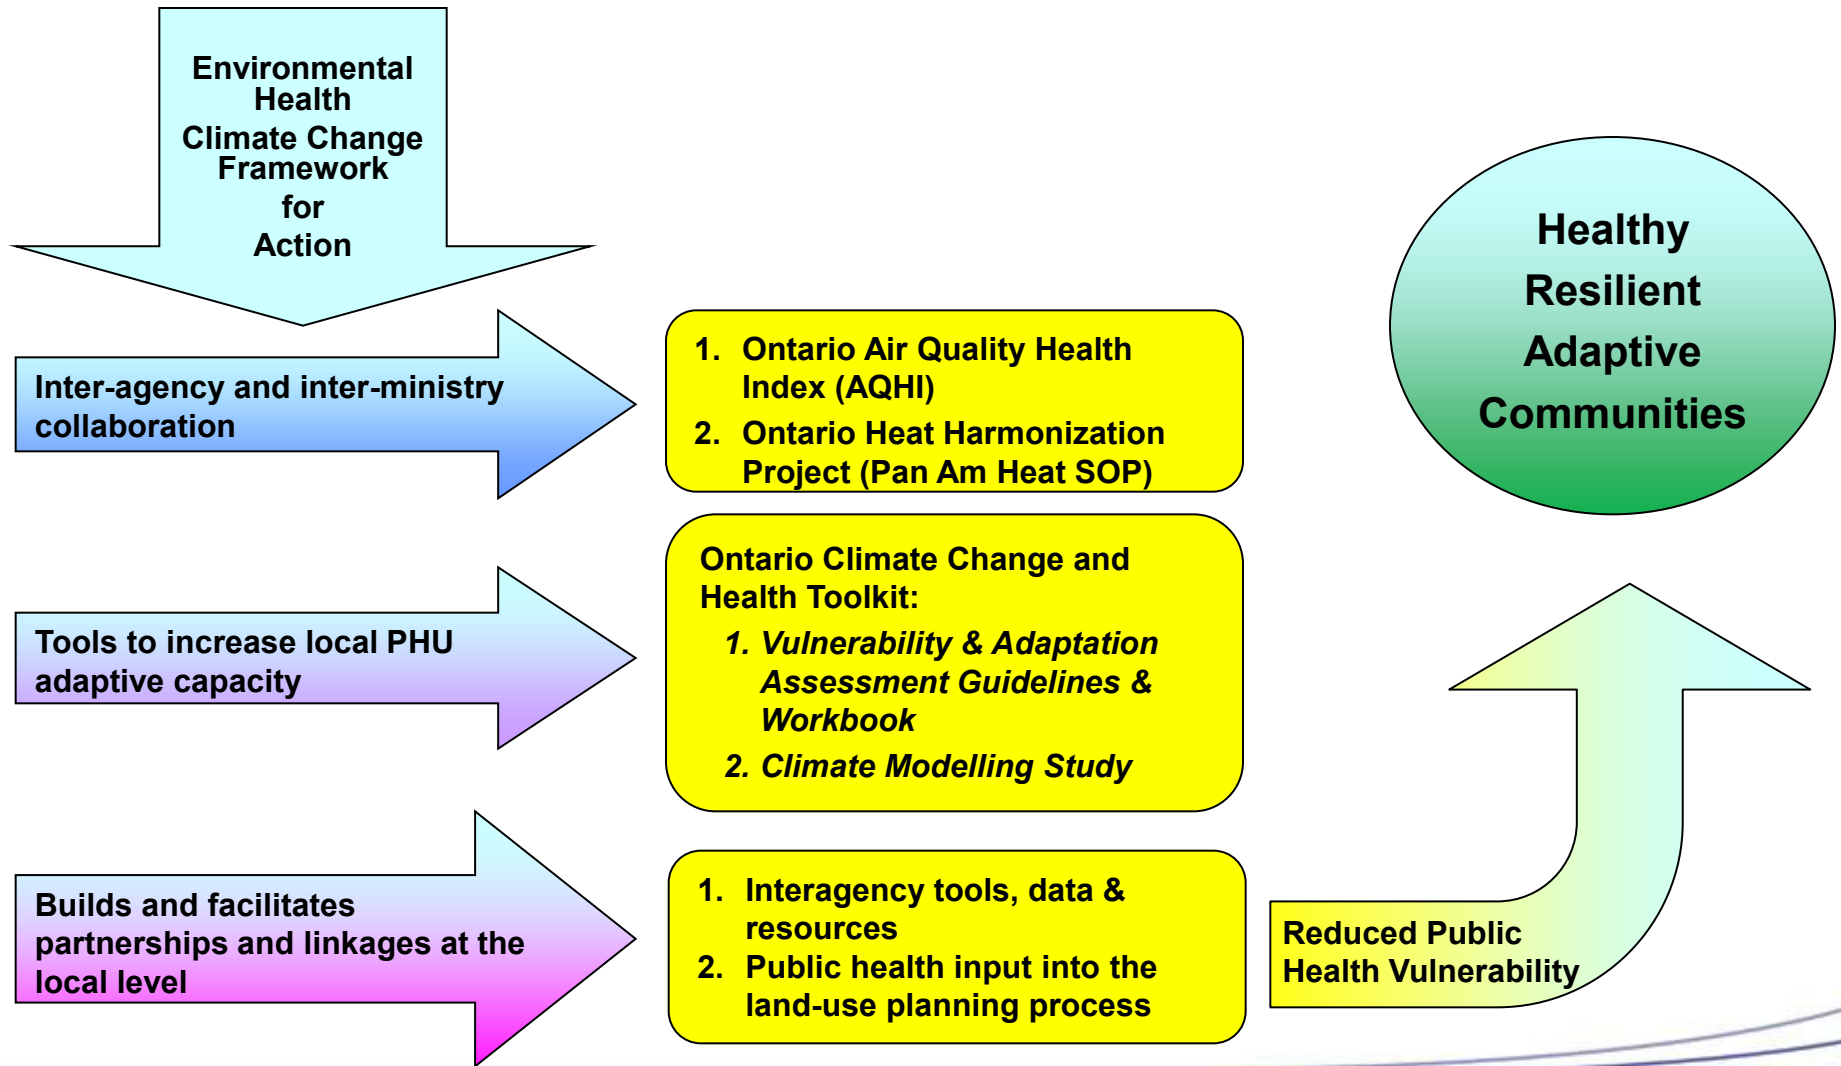 Environmental
Health
Climate Change
Framework
for
Action
Inter-agency and inter-ministry
collaboration
1. Ontario Air Quality Health
Index (AQHI)
2. Ontario Heat Harmonization
Project (Pan Am Heat SOP)
Tools to increase local PHU
adaptive capacity
Ontario Climate Change and
Health Toolkit:
1. Vulnerability & Adaptation
Assessment Guidelines &
Workbook
2. Climate Modelling Study
Builds and facilitates
partnerships and linkages at the
local level
1. Interagency tools, data &
resources
2. Public health input into the
land-use planning process
Reduced Public
Health Vulnerability
Healthy
Resilient
Adaptive
Communities